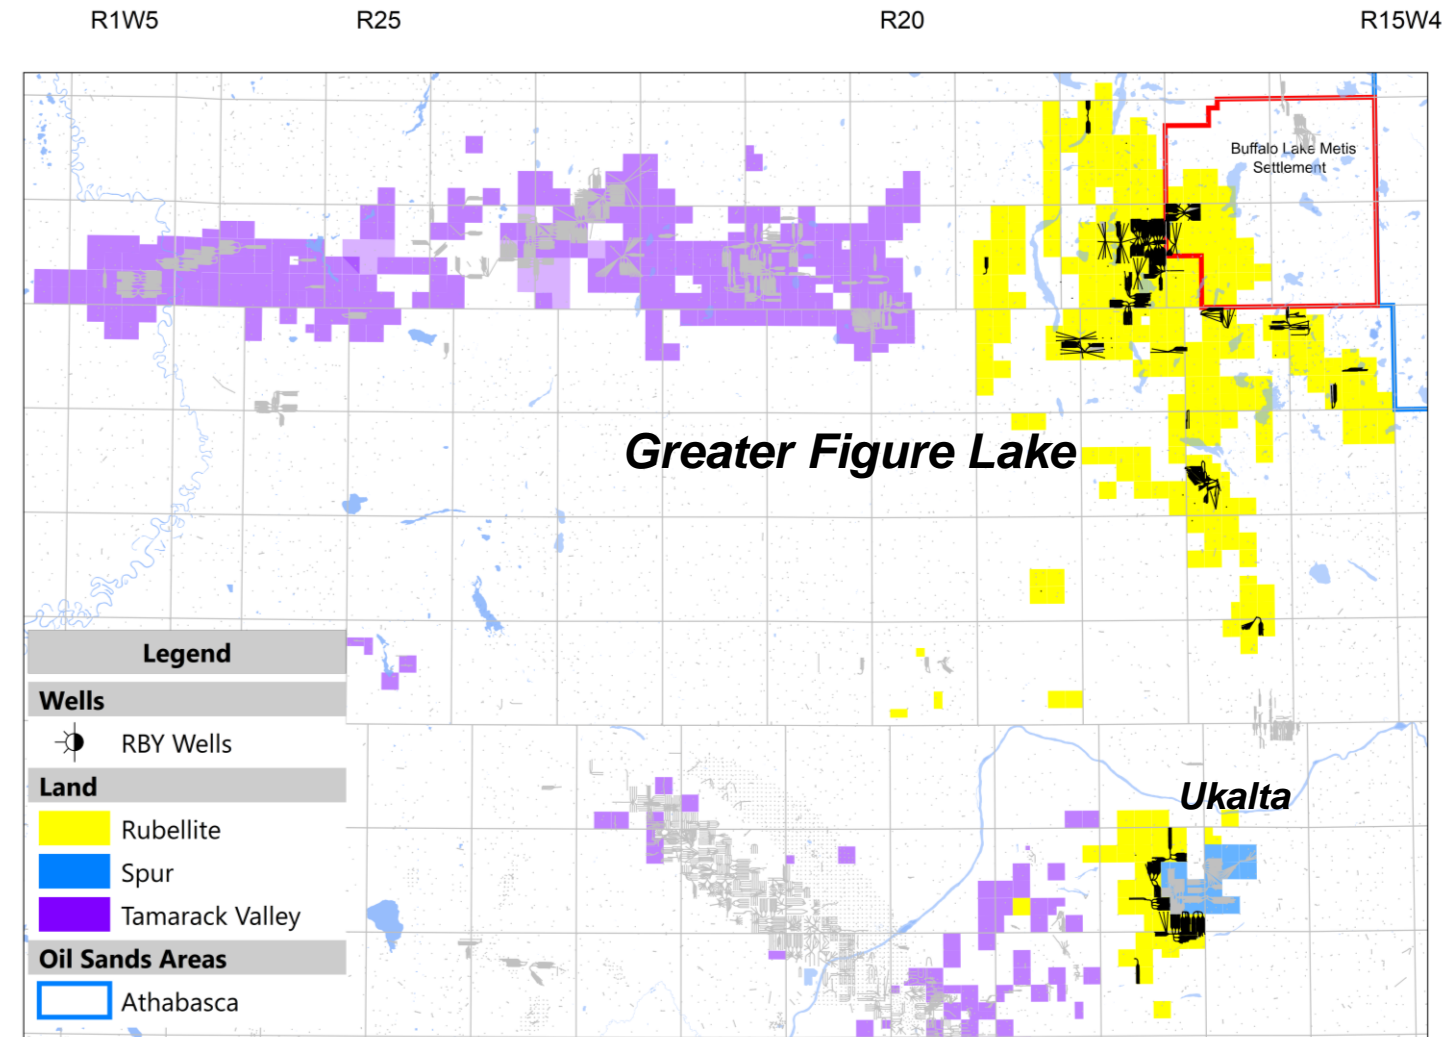 R1W5 R25 R20 R15W4
Buffalo Lake Metis
Settlement
Greater Figure Lake
Ukalta
Legend
Wells
RBY Wells
Land
Rubellite
Spur
Tamarack Valley
Oil Sands Areas
Athabasca